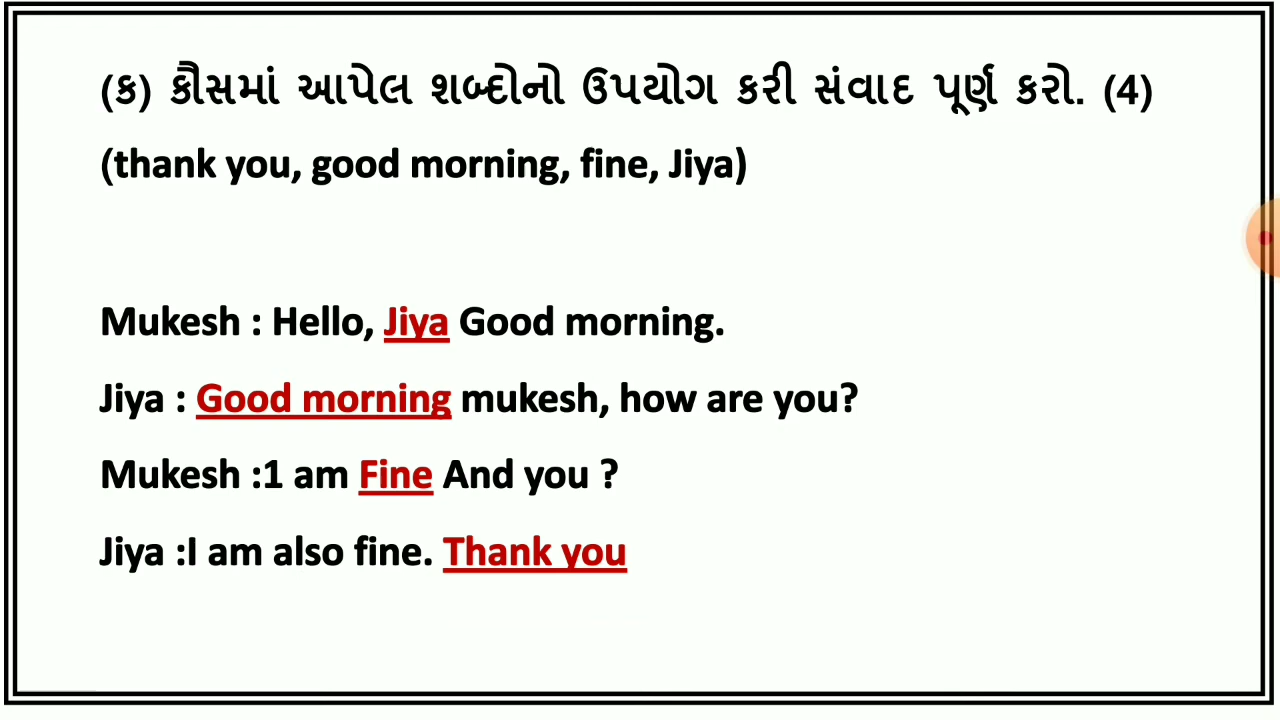 (ક) કૌસમાં આપેલ શબ્દોનો ઉપયોગ કરી સંવાદ પૂર્ણ કરો. (4)
(thank you, good morning, fine, Jiya)
Mukesh : Hello, Jiya Good morning.
Jiya : Good morning mukesh, how are you?
Mukesh :1 am Fine And you ?
Jiya :I am also fine. Thank you